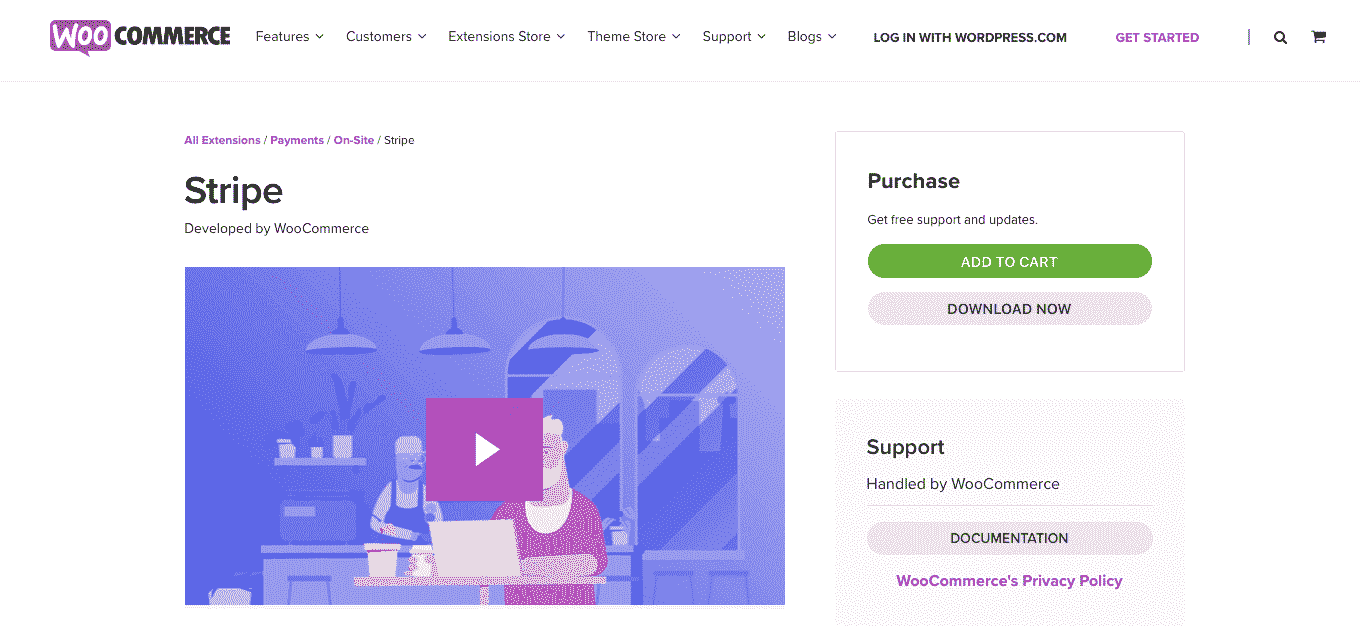 WOO COMMERCE Features Customers Extensions Store Theme Store Support Blogs LOG IN WITH WORDPRESS.COM GET STARTED
All Extensions / Payments / On-Site / Stripe
Stripe
Developed by WooCommerce
Purchase
Get free support and updates.
ADD TO CART
DOWNLOAD NOW
Support
Handled by WooCommerce
DOCUMENTATION
WooCommerce's Privacy Policy